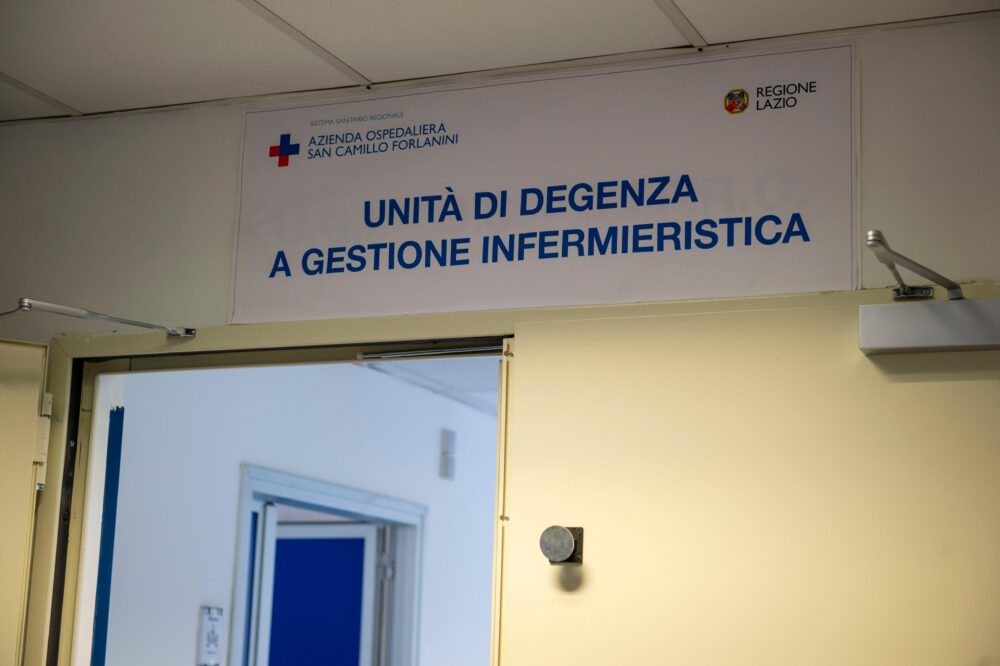 SISTEMA SANITARIO REGIONALE
AZIENDA OSPEDALIERA
SAN CAMILLO FORLANINI
REGIONE
LAZIO
UNITÀ DI DEGENZA
A GESTIONE INFERMIERISTICA